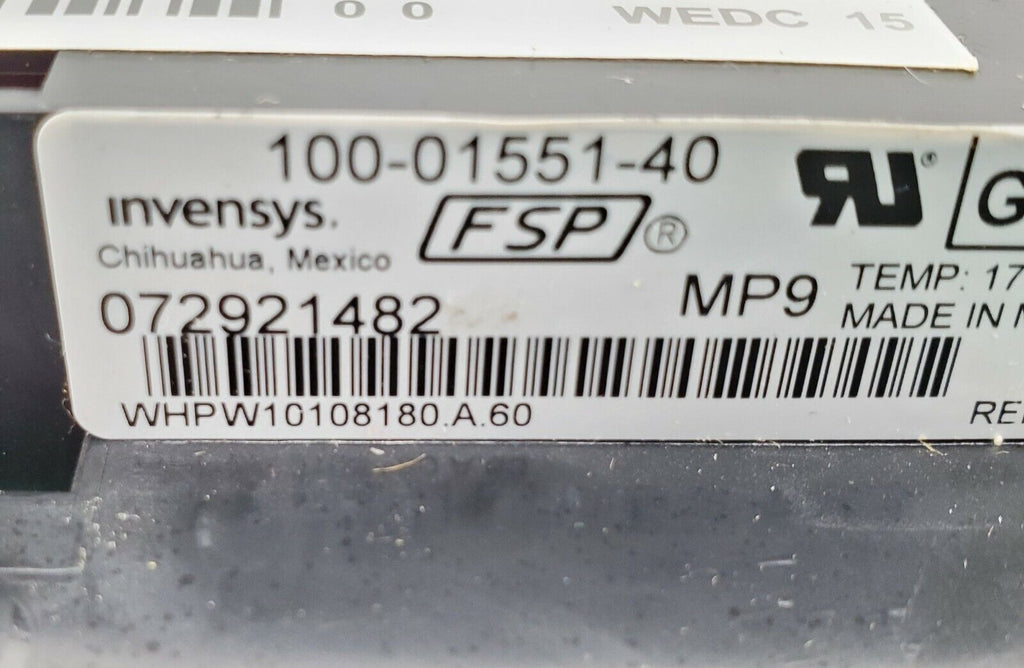 0 0 WEDC 15
100-01551-40
invensys.
FSP®
Chihuahua, Mexico
072921482
MP9
TEMP: 17
MADE IN
WHPW10108180.A.60